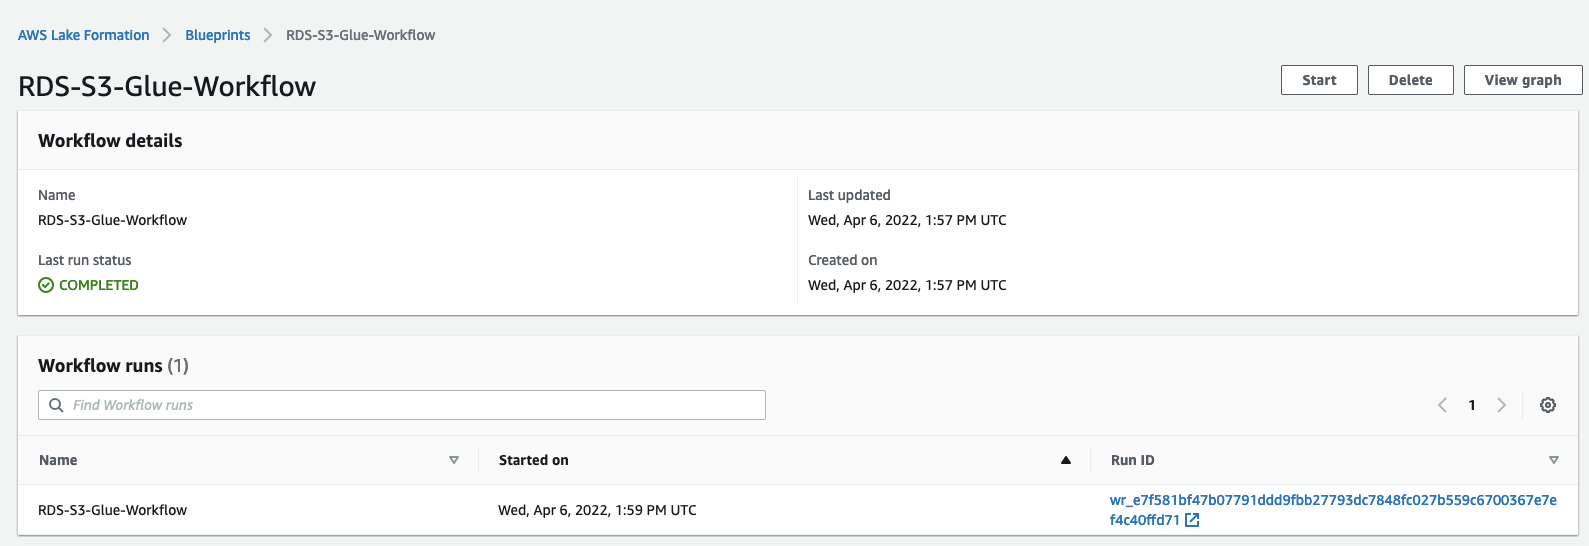 AWS Lake Formation > Blueprints > RDS-S3-Glue-Workflow
RDS-S3-Glue-Workflow
Start Delete View graph
Workflow details
Name
RDS-S3-Glue-Workflow
Last run status
COMPLETED
Last updated
Wed, Apr 6, 2022, 1:57 PM UTC
Created on
Wed, Apr 6, 2022, 1:57 PM UTC
Workflow runs (1)
Find Workflow runs
1
Name Started on Run ID
RDS-S3-Glue-Workflow Wed, Apr 6, 2022, 1:59 PM UTC wr_e7f581bf47b07791ddd9fbb27793dc7848fc027b559c6700367e7e
f4c40ffd71